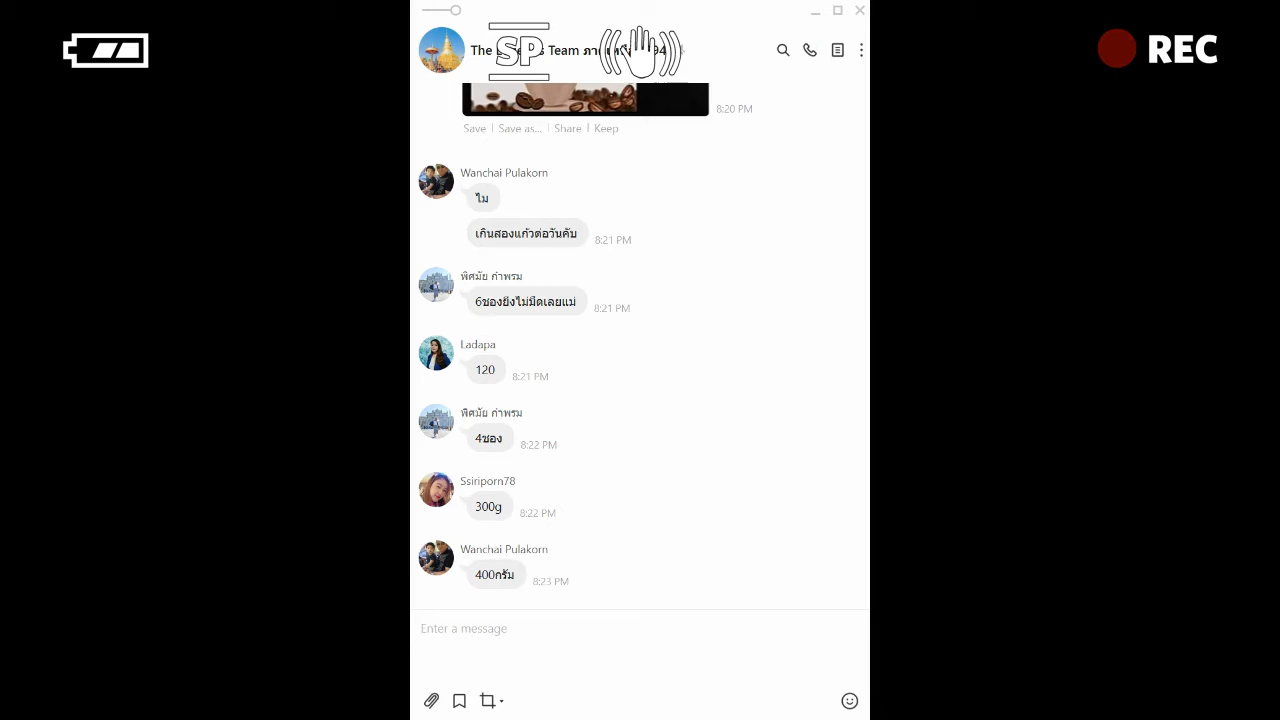 REC
SP
The
s Team
94
8:20 PM
Save | Save as... | Share | Keep
Wanchai Pulakorn
ไม
เกินสองแก้วต่อวันคับ
8:21 PM
พิศมัย ก่ำพรม
6ซองยังไม่มืดเลยแม่
8:21 PM
Ladapa
120
8:21 PM
พิศมัย ก่ำพรม
4ซอง
8:22 PM
Ssiriporn78
300g
8:22 PM
Wanchai Pulakorn
400กรัม
8:23 PM
Enter a message